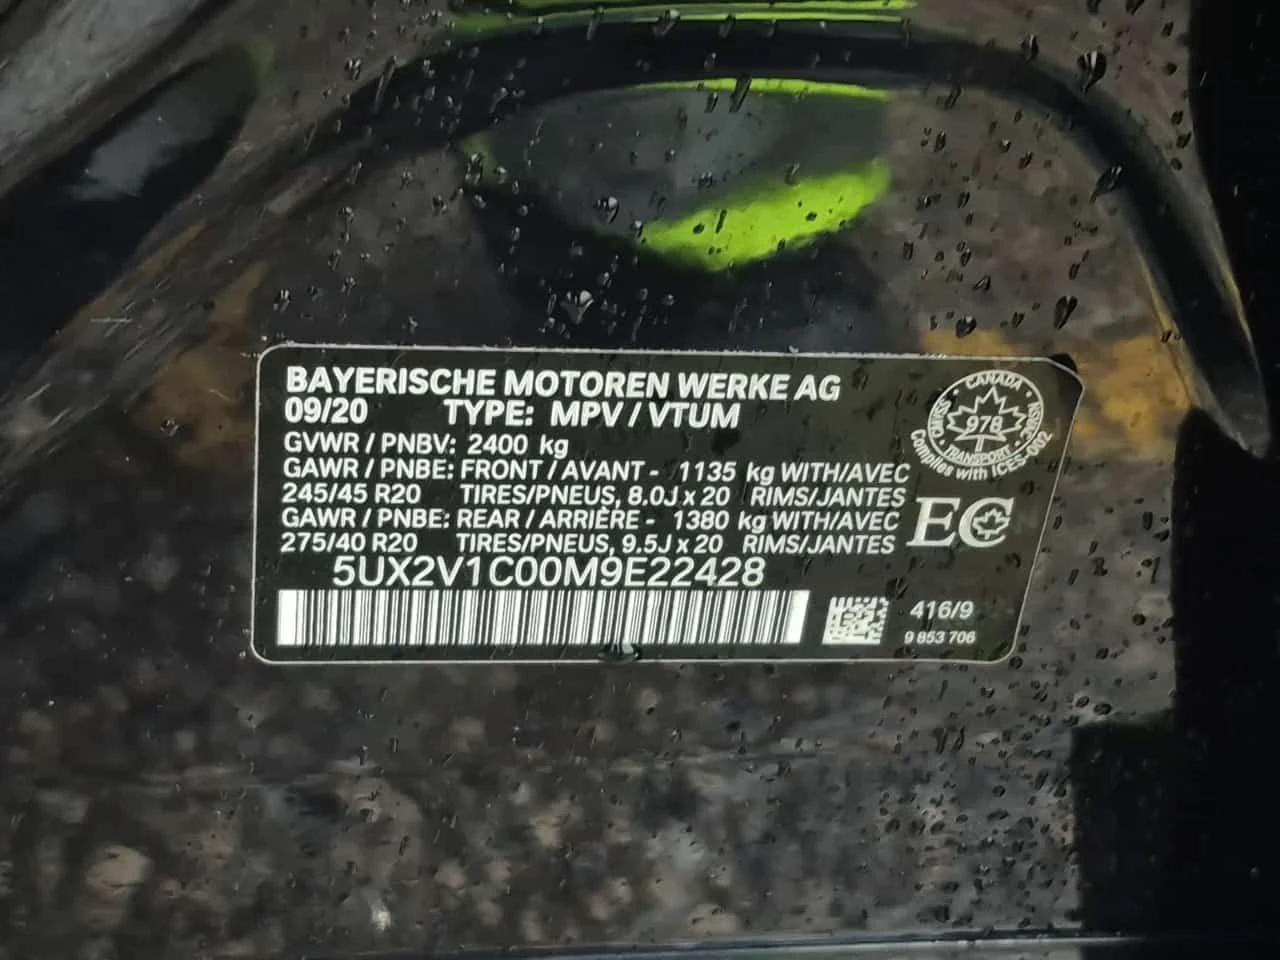 BAYERISCHE MOTOREN WERKE AG
09/20 TYPE: MPV / VTUM
GVWR / PNBV: 2400 kg
GAWR / PNBE: FRONT / AVANT - 1135 kg WITH/AVEC
245/45 R20 TIRES/PNEUS, 8.0J x 20 RIMS/JANTES
GAWR / PNBE: REAR / ARRIÈRE - 1380 kg WITH/AVEC
275/40 R20 TIRES/PNEUS, 9.5J x 20 RIMS/JANTES
5UX2V1C00M9E22428
CANADA
978
TRANSPORT
Complies with ICES-002
EC
416/9
9 853 706